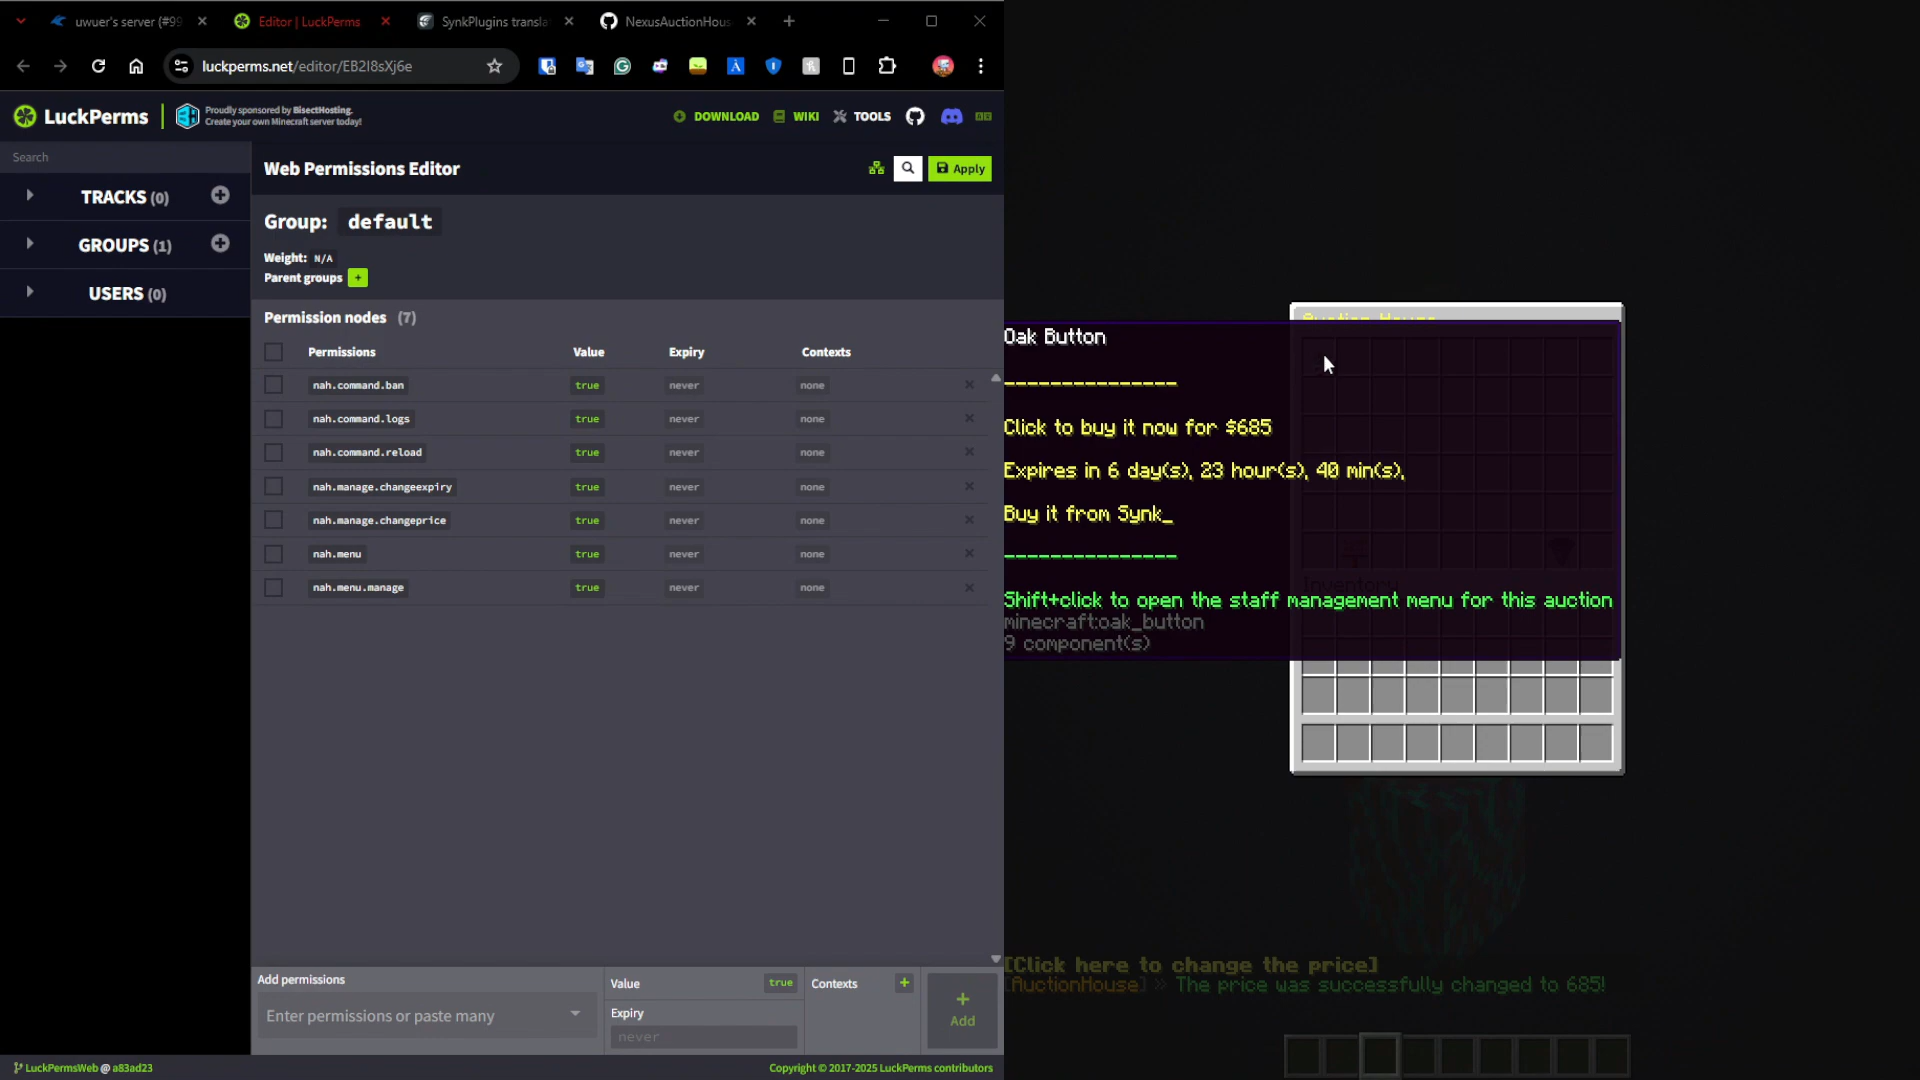 uwuer's server (#99
Editor | LuckPerms
SynkPlugins transla
NexusAuctionHous
luckperms.net/editor/EB2I8sXj6e
LuckPerms
Proudly sponsored by BisectHosting.
Create your own Minecraft server today!
DOWNLOAD
WIKI
TOOLS
Search
TRACKS (0)
GROUPS (1)
USERS (0)
Web Permissions Editor
Apply
Group: default
Weight: N/A
Parent groups +
Permission nodes (7)
Permissions Value Expiry Contexts
nah.command.ban true never none
nah.command.logs true never none
nah.command.reload true never none
nah.manage.changeexpiry true never none
nah.manage.changeprice true never none
nah.menu true never none
nah.menu.manage true never none
Add permissions
Enter permissions or paste many
Value true
Expiry
never
Contexts +
+
Add
LuckPermsWeb @ a83ad23
Copyright © 2017-2025 LuckPerms contributors
Auction House
Oak Button
---------------
Click to buy it now for $685
Expires in 6 day(s), 23 hour(s), 40 min(s),
Buy it from Synk_
---------------
Inventory
Shift+click to open the staff management menu for this auction
minecraft:oak_button
9 component(s)
[Click here to change the price]
[AuctionHouse] » The price was successfully changed to 685!